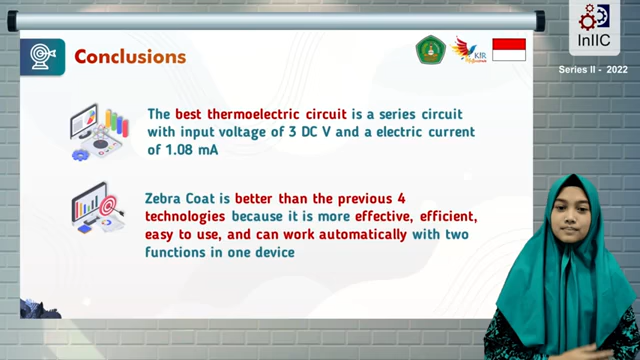 InIIC
Series II - 2022
Conclusions
KIR
The best thermoelectric circuit is a series circuit
with input voltage of 3 DC V and a electric current
of 1.08 mA
Zebra Coat is better than the previous 4
technologies because it is more effective, efficient,
easy to use, and can work automatically with two
functions in one device